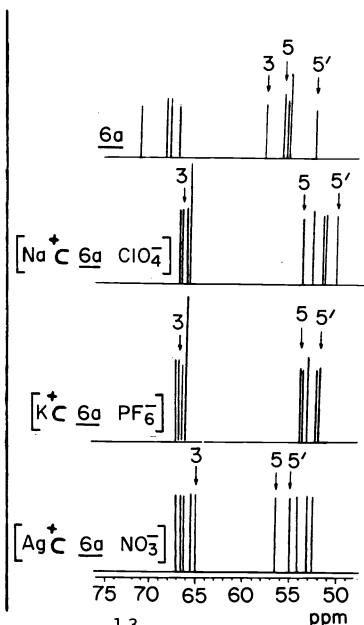 5
3 5′
6a
3
5 5′
[Na⁺ ⊂ 6a ClO₄⁻]
3 5 5′
[K⁺ ⊂ 6a PF₆⁻]
3
5 5′
[Ag⁺ ⊂ 6a NO₃⁻]
75 70 65 60 55 50
ppm